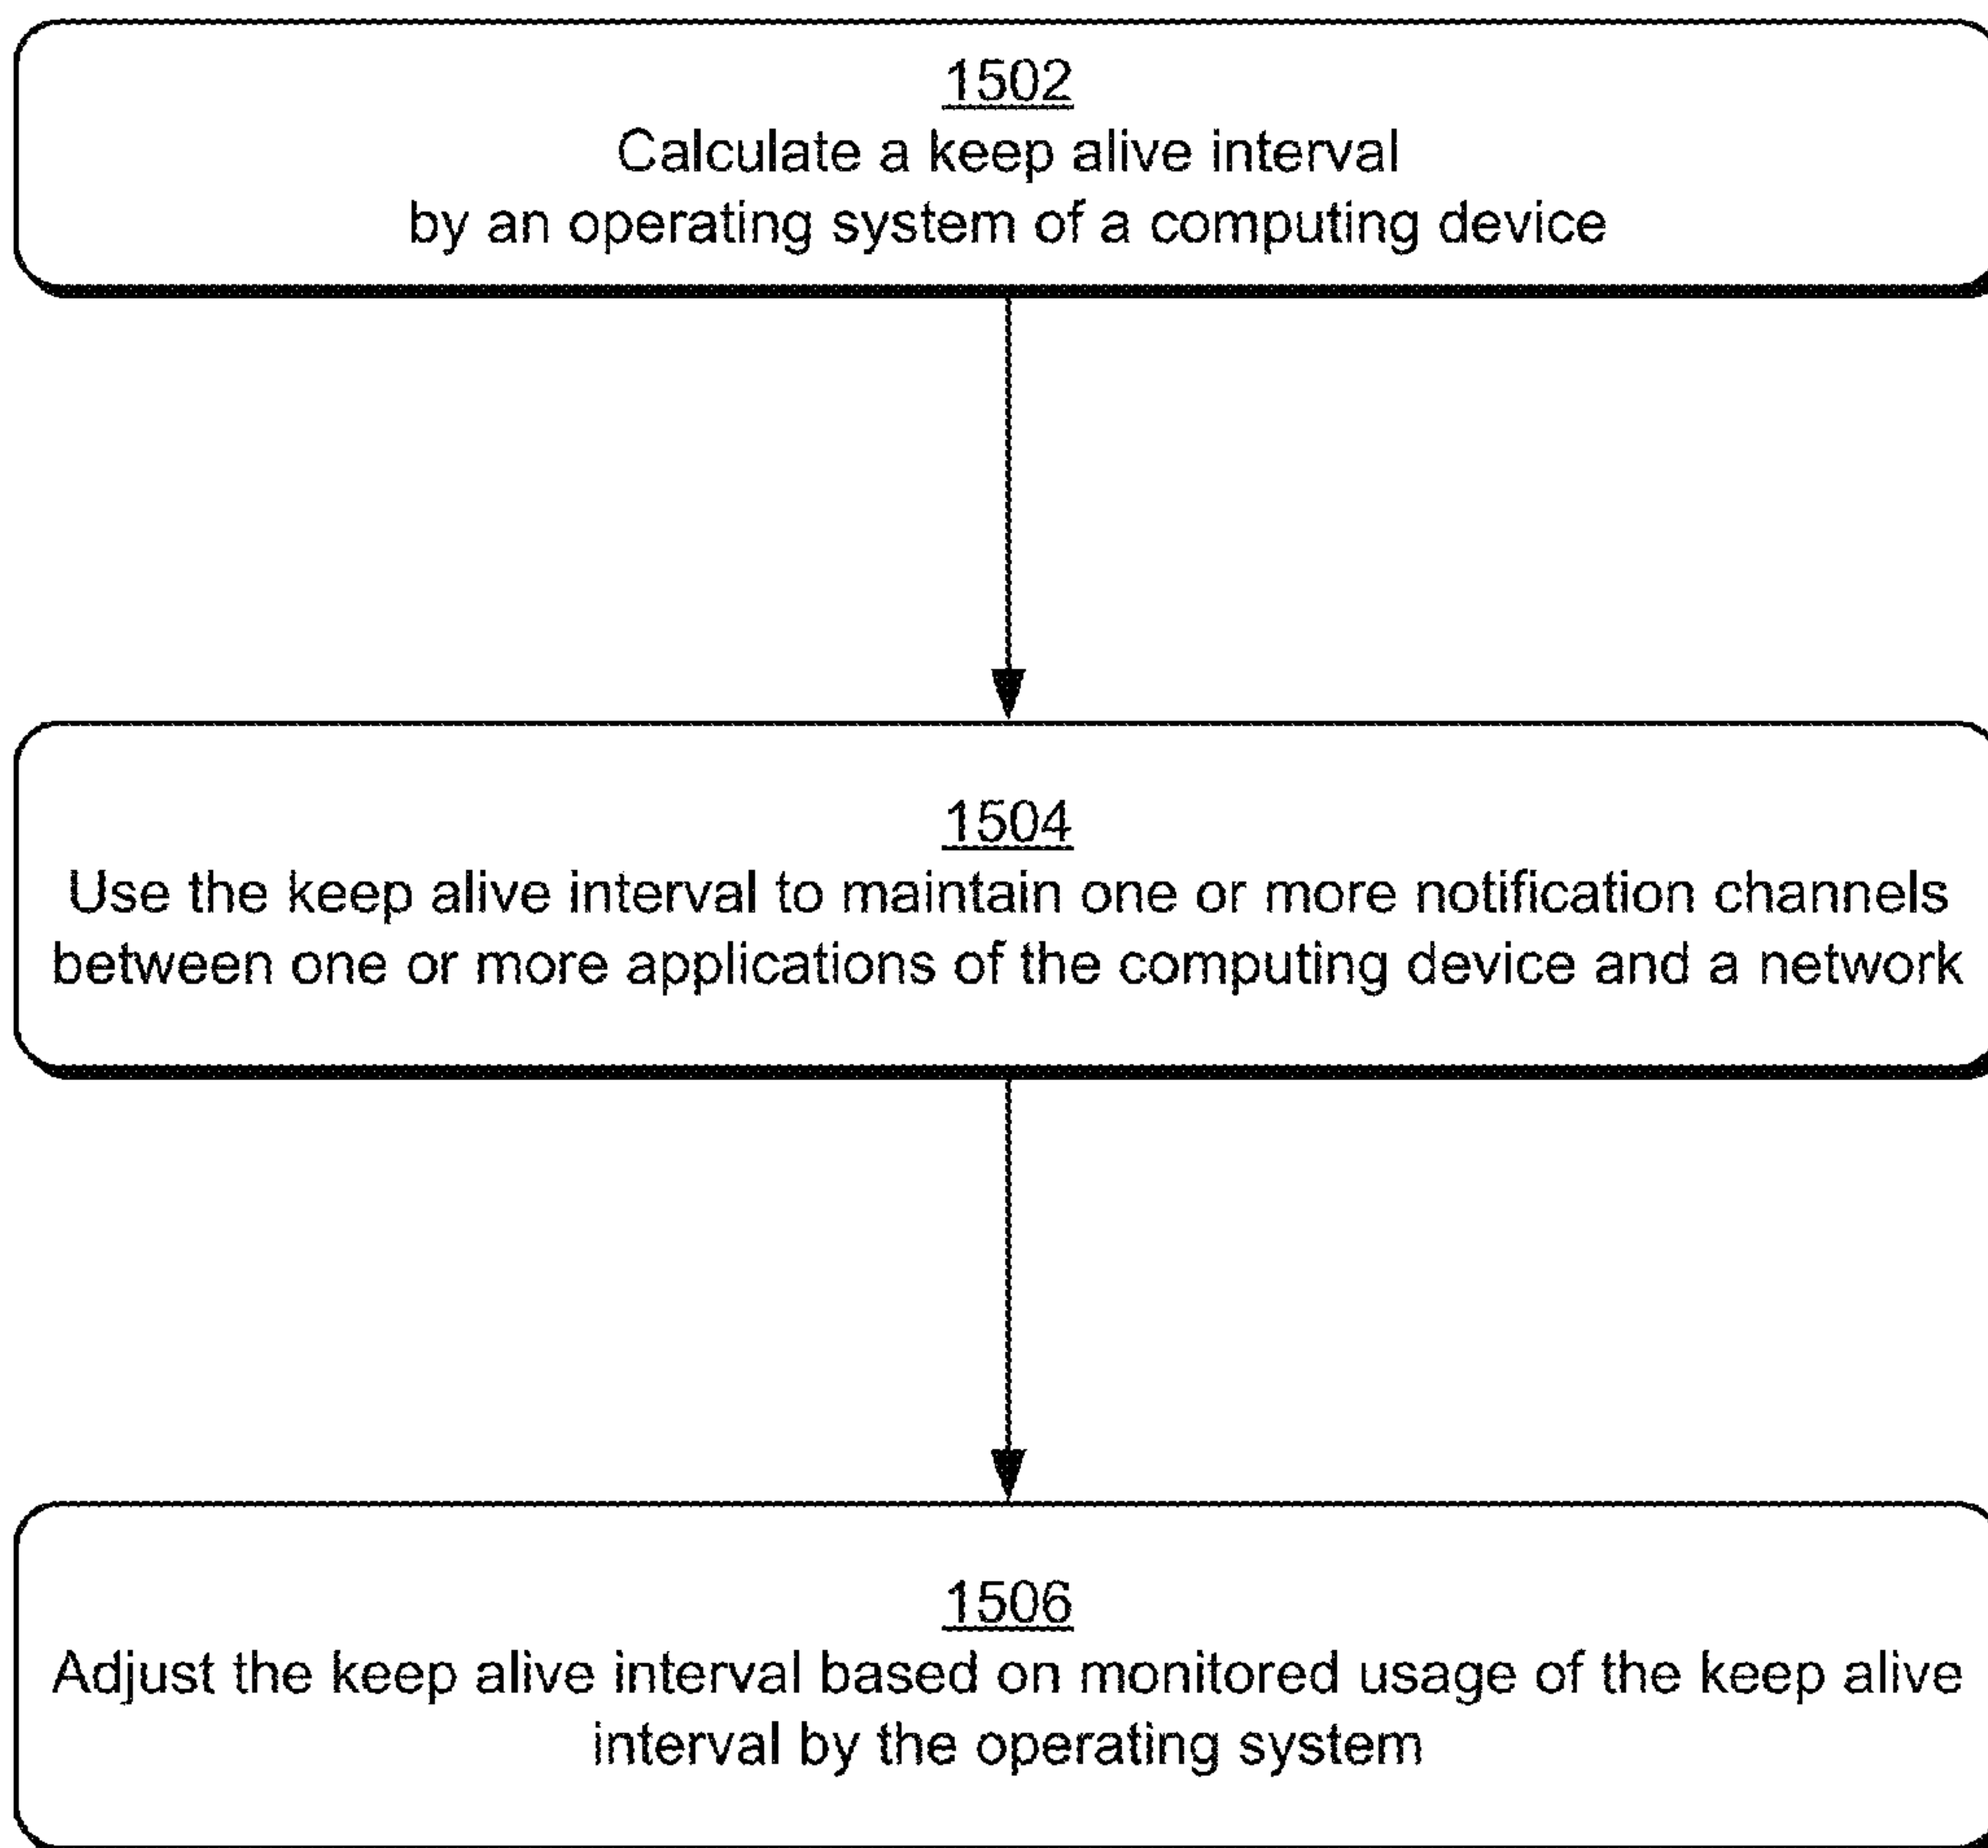 1502
Calculate a keep alive interval
by an operating system of a computing device
1504
Use the keep alive interval to maintain one or more notification channels
between one or more applications of the computing device and a network
1506
Adjust the keep alive interval based on monitored usage of the keep alive
interval by the operating system